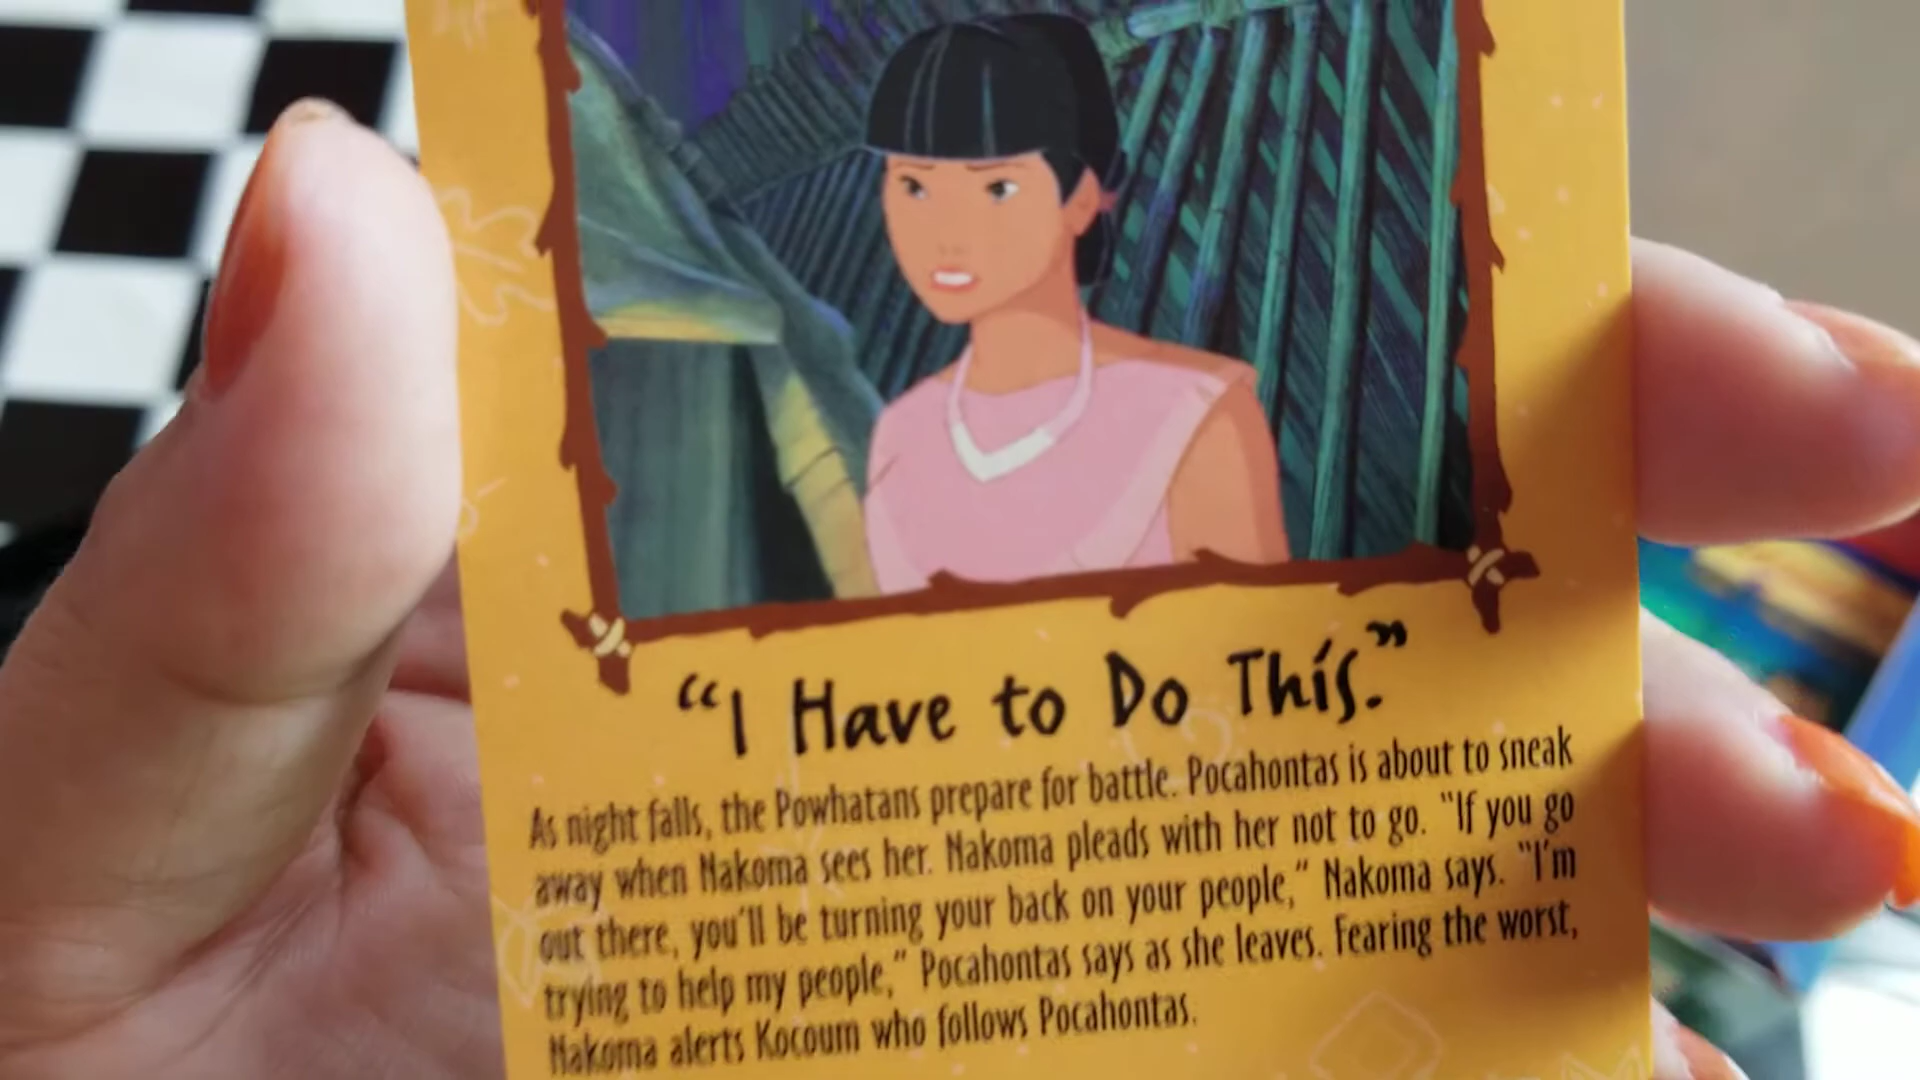 “I Have to Do This.”
As night falls, the Powhatans prepare for battle. Pocahontas is about to sneak
away when Nakoma sees her. Nakoma pleads with her not to go. “If you go
out there, you’ll be turning your back on your people,” Nakoma says. “I’m
trying to help my people,” Pocahontas says as she leaves. Fearing the worst,
Nakoma alerts Kocoum who follows Pocahontas.